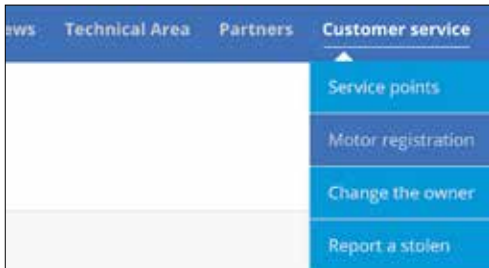 ews Technical Area Partners Customer service
Service points
Motor registration
Change the owner
Report a stolen